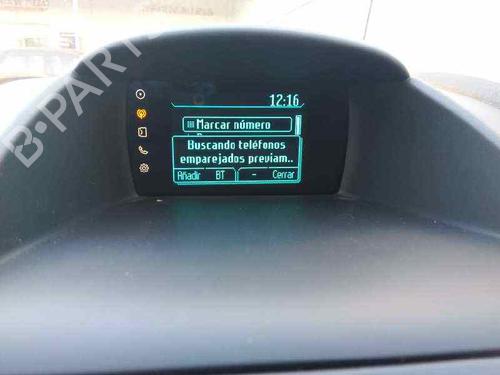 B-PARTS
12:16
Marcar número
Buscando teléfonos
emparejados previam..
Añadir BT - Cerrar